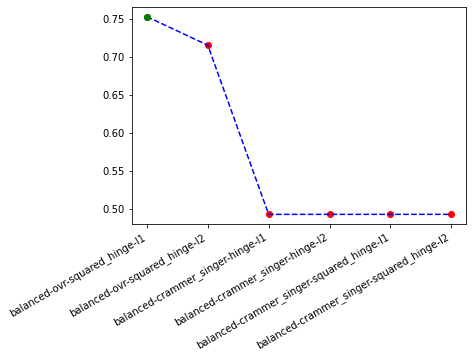 0.75
0.70
0.65
0.60
0.55
0.50
balanced-ovr-squared_hinge-l1
balanced-ovr-squared_hinge-l2
balanced-crammer_singer-hinge-l1
balanced-crammer_singer-hinge-l2
balanced-crammer_singer-squared_hinge-l1
balanced-crammer_singer-squared_hinge-l2